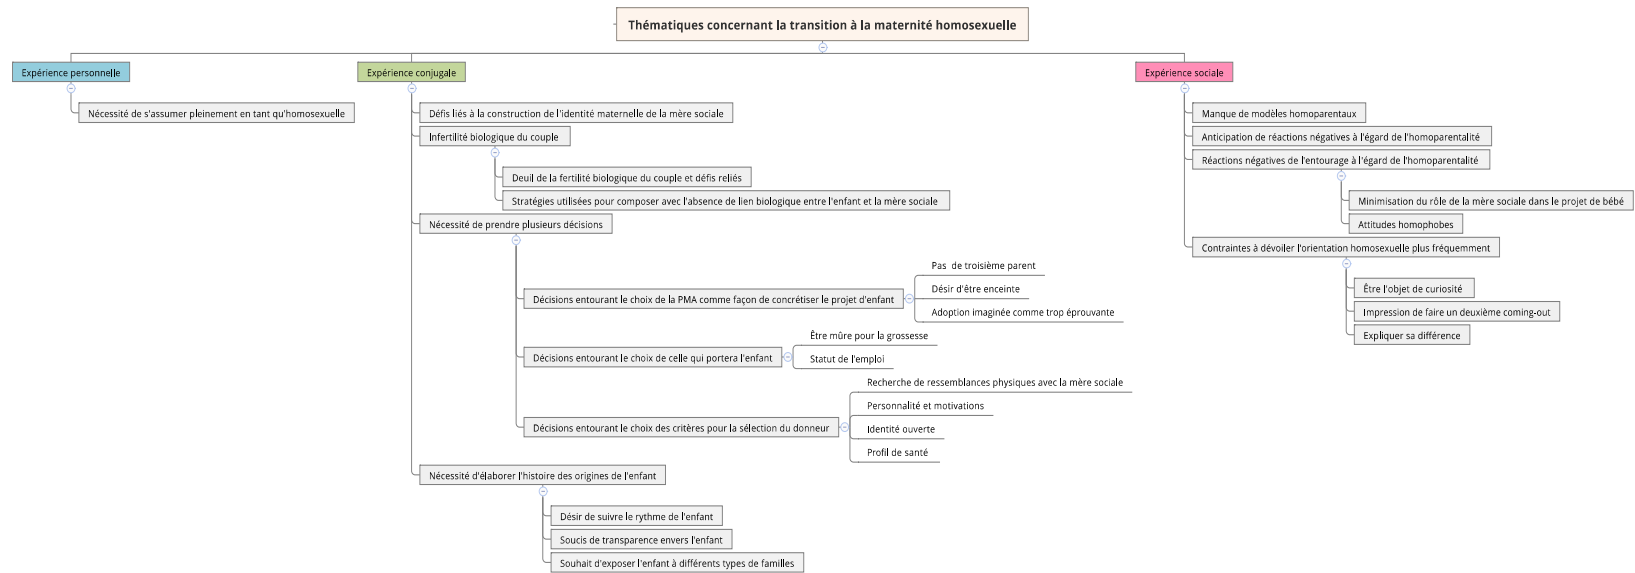 Thématiques concernant la transition à la maternité homosexuelle
Expérience personnelle
Nécessité de s'assumer pleinement en tant qu'homosexuelle
Expérience conjugale
Défis liés à la construction de l'identité maternelle de la mère sociale
Infertilité biologique du couple
Deuil de la fertilité biologique du couple et défis reliés
Stratégies utilisées pour composer avec l'absence de lien biologique entre l'enfant et la mère sociale
Nécessité de prendre plusieurs décisions
Décisions entourant le choix de la PMA comme façon de concrétiser le projet d'enfant
Pas de troisième parent
Désir d'être enceinte
Adoption imaginée comme trop éprouvante
Décisions entourant le choix de celle qui portera l'enfant
Être mûre pour la grossesse
Statut de l'emploi
Décisions entourant le choix des critères pour la sélection du donneur
Recherche de ressemblances physiques avec la mère sociale
Personnalité et motivations
Identité ouverte
Profil de santé
Nécessité d'élaborer l'histoire des origines de l'enfant
Désir de suivre le rythme de l'enfant
Soucis de transparence envers l'enfant
Souhait d'exposer l'enfant à différents types de familles
Expérience sociale
Manque de modèles homoparentaux
Anticipation de réactions négatives à l'égard de l'homoparentalité
Réactions négatives de l'entourage à l'égard de l'homoparentalité
Minimisation du rôle de la mère sociale dans le projet de bébé
Attitudes homophobes
Contraintes à dévoiler l'orientation homosexuelle plus fréquemment
Être l'objet de curiosité
Impression de faire un deuxième coming-out
Expliquer sa différence